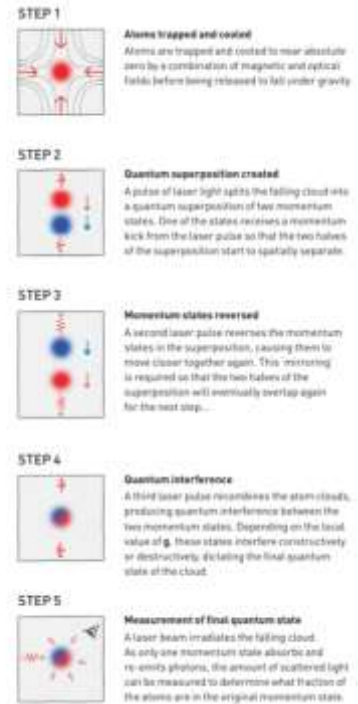 STEP 1
Atoms trapped and cooled
Atoms are trapped and cooled to near absolute
zero by a combination of magnetic and optical
fields before being released to fall under gravity
STEP 2
Quantum superposition created
A pulse of laser light splits the falling cloud into
a quantum superposition of two momentum
states. One of the states receives a momentum
kick from the laser pulse so that the two halves
of the superposition start to spatially separate.
STEP 3
Momentum states reversed
A second laser pulse reverses the momentum
states in the superposition, causing them to
move closer together again. This 'mirroring'
is required so that the two halves of the
superposition will eventually overlap again
for the next step...
STEP 4
Quantum interference
A third laser pulse recombines the atom clouds,
producing quantum interference between the
two momentum states. Depending on the local
value of g, these states interfere constructively
or destructively, dictating the final quantum
state of the cloud.
STEP 5
Measurement of final quantum state
A laser beam irradiates the falling cloud.
As only one momentum state absorbs and
re-emits photons, the amount of scattered light
can be measured to determine what fraction of
the atoms are in the original momentum state.